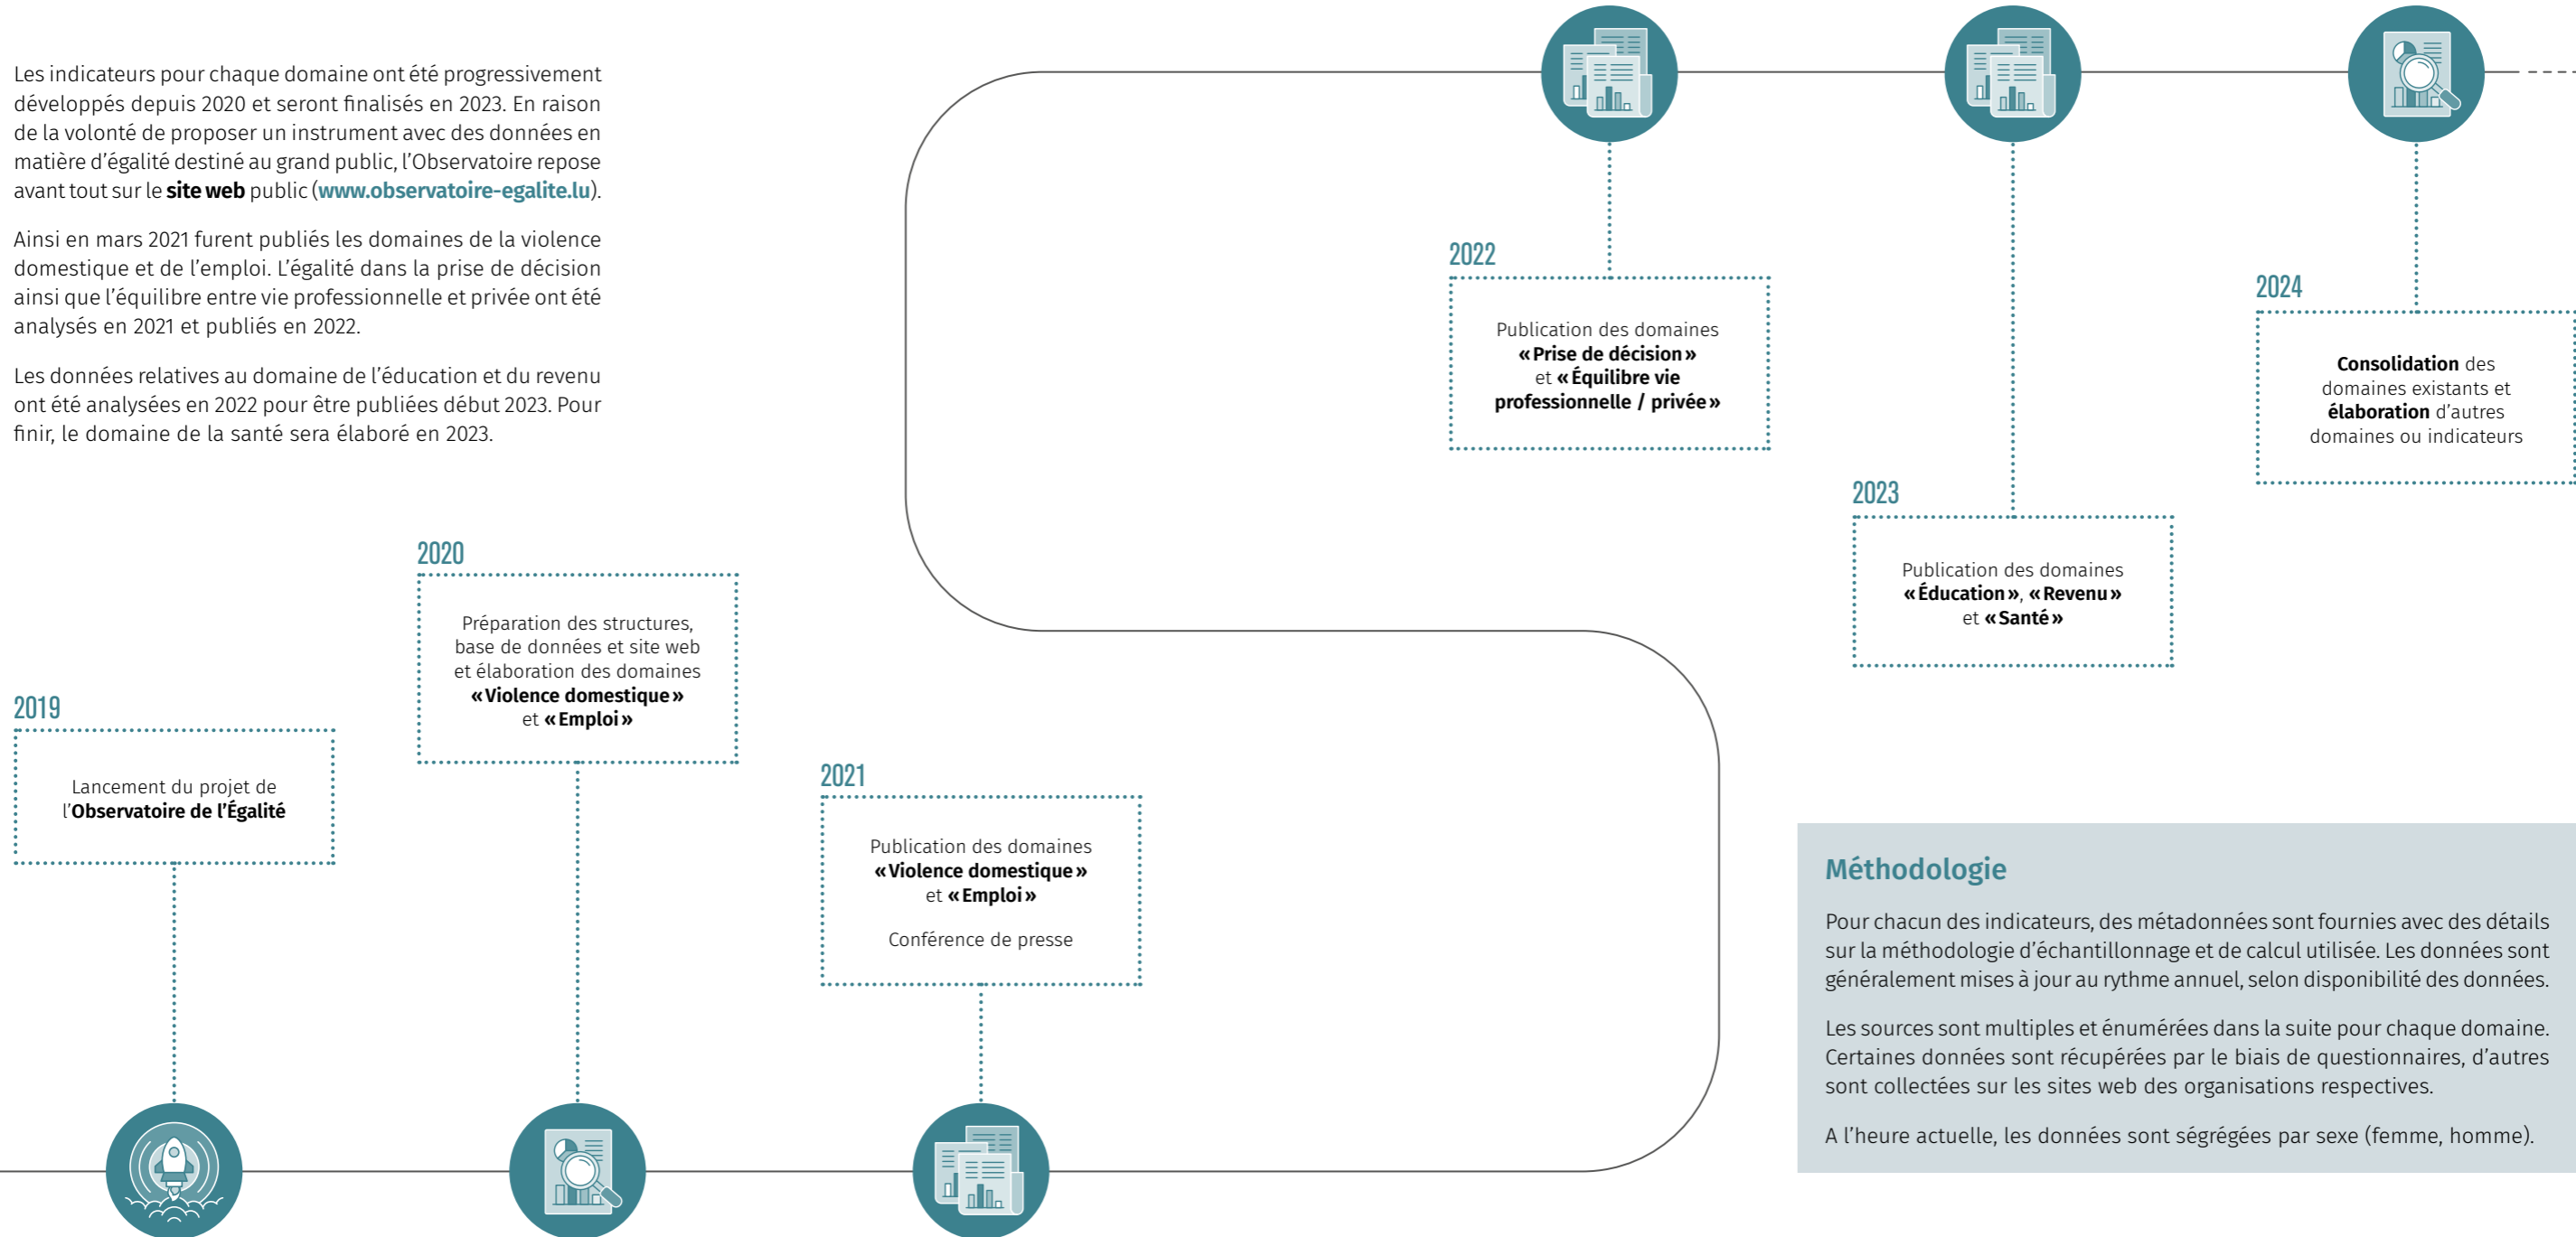 Les indicateurs pour chaque domaine ont été progressivement
développés depuis 2020 et seront finalisés en 2023. En raison
de la volonté de proposer un instrument avec des données en
matière d’égalité destiné au grand public, l’Observatoire repose
avant tout sur le site web public (www.observatoire-egalite.lu).
Ainsi en mars 2021 furent publiés les domaines de la violence
domestique et de l’emploi. L’égalité dans la prise de décision
ainsi que l’équilibre entre vie professionnelle et privée ont été
analysés en 2021 et publiés en 2022.
Les données relatives au domaine de l’éducation et du revenu
ont été analysées en 2022 pour être publiées début 2023. Pour
finir, le domaine de la santé sera élaboré en 2023.
2019
Lancement du projet de
l’Observatoire de l’Égalité
2020
Préparation des structures,
base de données et site web
et élaboration des domaines
«Violence domestique»
et «Emploi»
2021
Publication des domaines
«Violence domestique»
et «Emploi»
Conférence de presse
2022
Publication des domaines
«Prise de décision»
et «Équilibre vie
professionnelle / privée»
2023
Publication des domaines
«Éducation», «Revenu»
et «Santé»
2024
Consolidation des
domaines existants et
élaboration d’autres
domaines ou indicateurs
Méthodologie
Pour chacun des indicateurs, des métadonnées sont fournies avec des détails
sur la méthodologie d’échantillonnage et de calcul utilisée. Les données sont
généralement mises à jour au rythme annuel, selon disponibilité des données.
Les sources sont multiples et énumérées dans la suite pour chaque domaine.
Certaines données sont récupérées par le biais de questionnaires, d’autres
sont collectées sur les sites web des organisations respectives.
A l’heure actuelle, les données sont ségrégées par sexe (femme, homme).